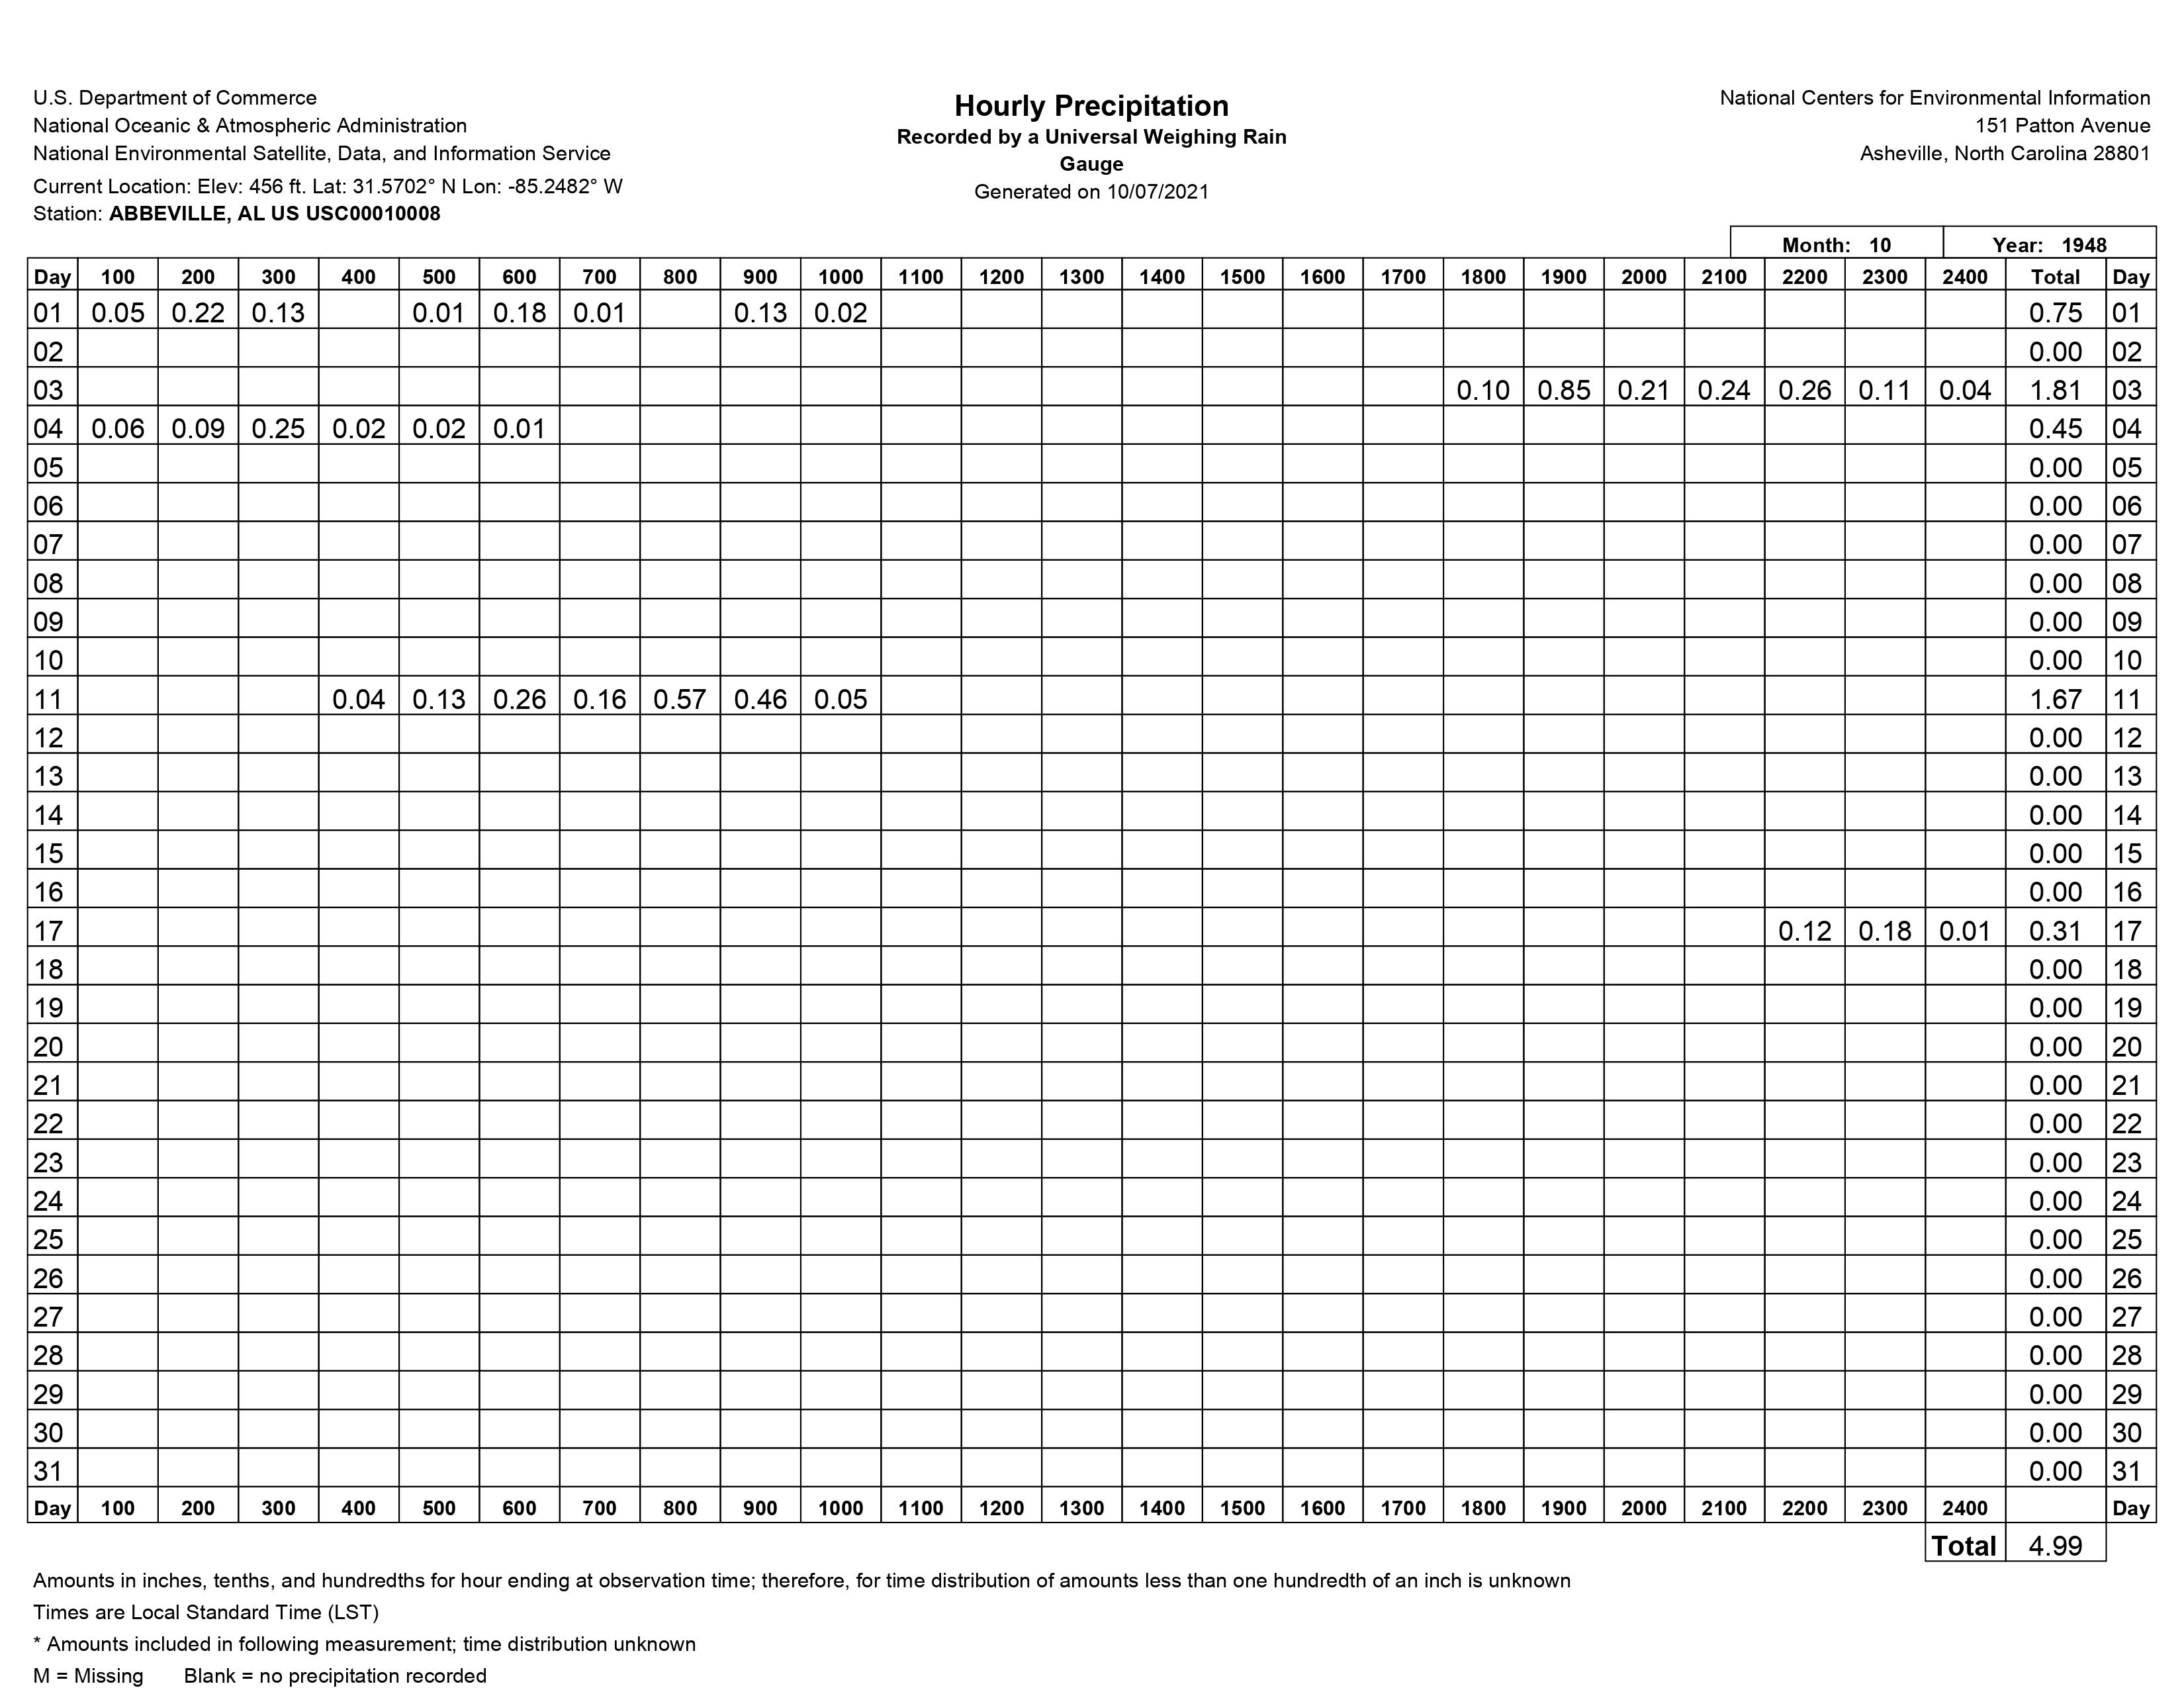 U.S. Department of Commerce
National Oceanic & Atmospheric Administration
National Environmental Satellite, Data, and Information Service
Current Location: Elev: 456 ft. Lat: 31.5702° N Lon: -85.2482° W
Station: ABBEVILLE, AL US USC00010008
Hourly Precipitation
Recorded by a Universal Weighing Rain
Gauge
Generated on 10/07/2021
National Centers for Environmental Information
151 Patton Avenue
Asheville, North Carolina 28801
Month: 10 Year: 1948
Day 100 200 300 400 500 600 700 800 900 1000 1100 1200 1300 1400 1500 1600 1700 1800 1900 2000 2100 2200 2300 2400 Total Day
01 0.05 0.22 0.13 0.01 0.18 0.01 0.13 0.02 0.75 01
02 0.00 02
03 0.10 0.85 0.21 0.24 0.26 0.11 0.04 1.81 03
04 0.06 0.09 0.25 0.02 0.02 0.01 0.45 04
05 0.00 05
06 0.00 06
07 0.00 07
08 0.00 08
09 0.00 09
10 0.00 10
11 0.04 0.13 0.26 0.16 0.57 0.46 0.05 1.67 11
12 0.00 12
13 0.00 13
14 0.00 14
15 0.00 15
16 0.00 16
17 0.12 0.18 0.01 0.31 17
18 0.00 18
19 0.00 19
20 0.00 20
21 0.00 21
22 0.00 22
23 0.00 23
24 0.00 24
25 0.00 25
26 0.00 26
27 0.00 27
28 0.00 28
29 0.00 29
30 0.00 30
31 0.00 31
Day 100 200 300 400 500 600 700 800 900 1000 1100 1200 1300 1400 1500 1600 1700 1800 1900 2000 2100 2200 2300 2400 Day
Total 4.99
Amounts in inches, tenths, and hundredths for hour ending at observation time; therefore, for time distribution of amounts less than one hundredth of an inch is unknown
Times are Local Standard Time (LST)
* Amounts included in following measurement; time distribution unknown
M = Missing Blank = no precipitation recorded